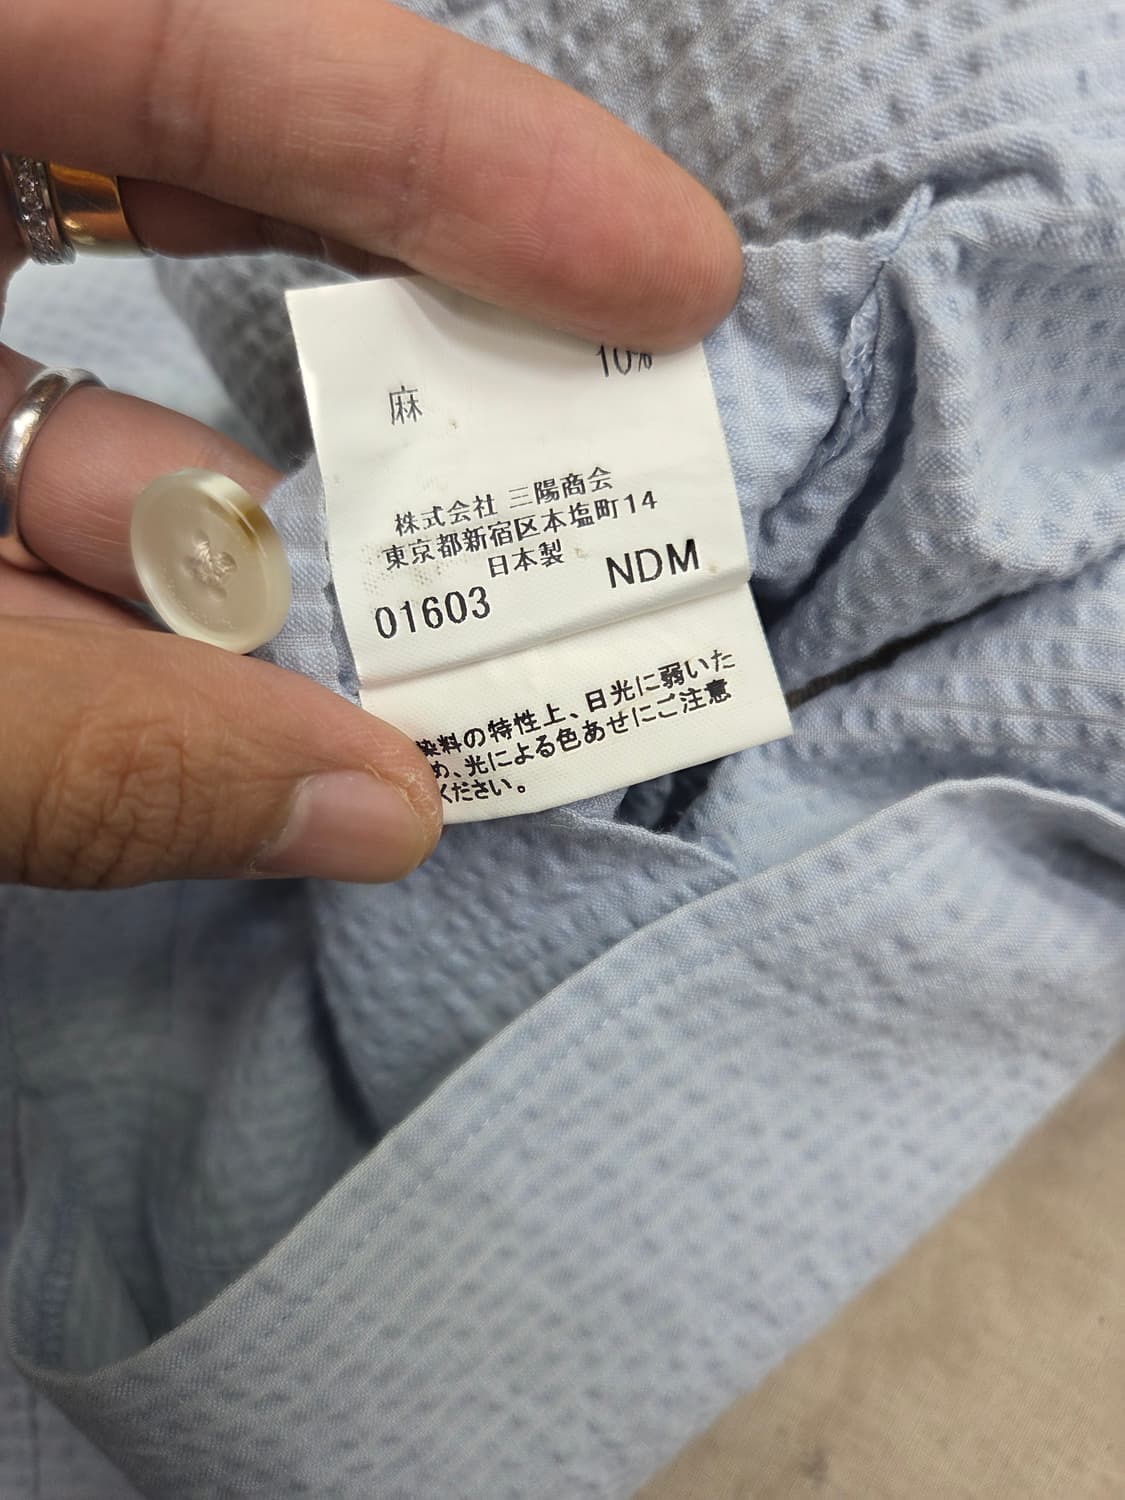 麻 10%
株式会社 三陽商会
東京都新宿区本塩町14
日本製
01603 NDM
染料の特性上、日光に弱いた
め、光による色あせにご注意
ください。